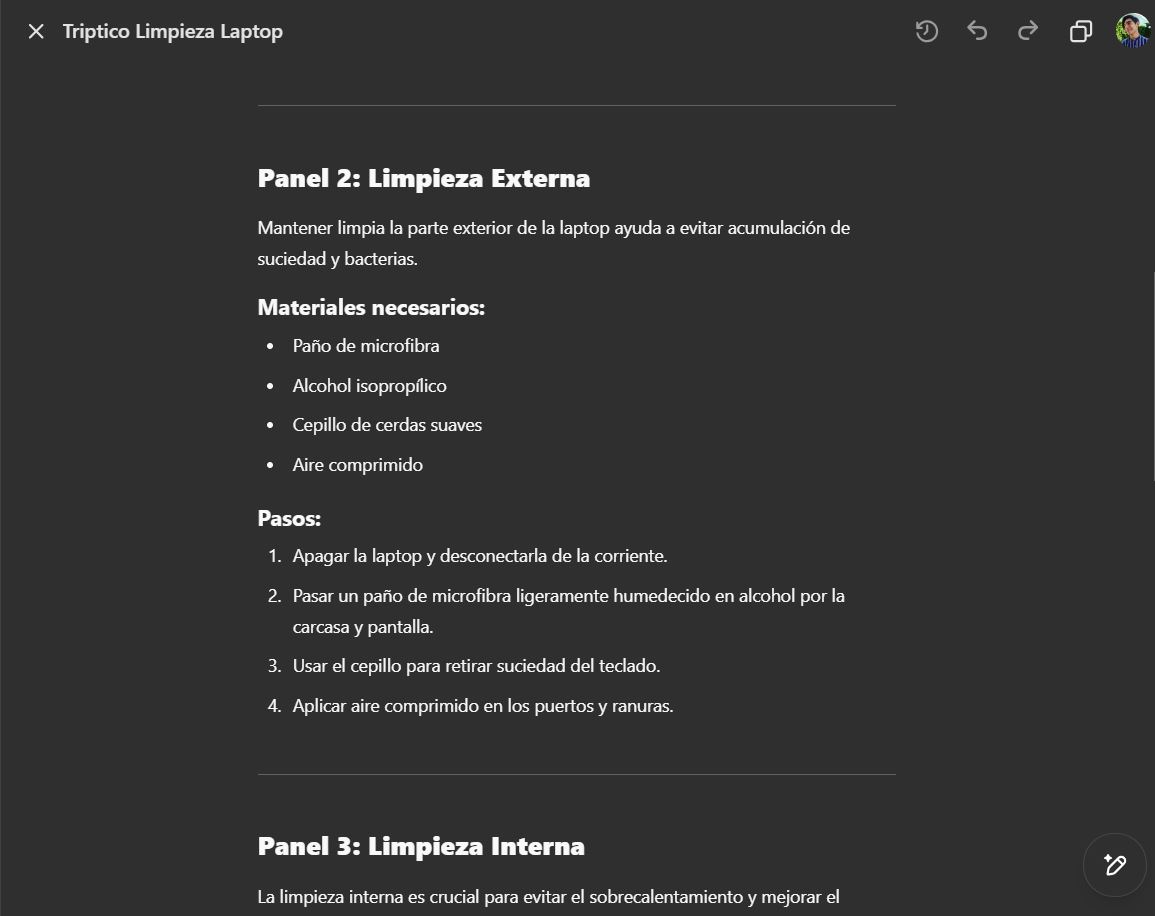 Triptico Limpieza Laptop
Panel 2: Limpieza Externa
Mantener limpia la parte exterior de la laptop ayuda a evitar acumulación de
suciedad y bacterias.
Materiales necesarios:
• Paño de microfibra
• Alcohol isopropílico
• Cepillo de cerdas suaves
• Aire comprimido
Pasos:
1. Apagar la laptop y desconectarla de la corriente.
2. Pasar un paño de microfibra ligeramente humedecido en alcohol por la
carcasa y pantalla.
3. Usar el cepillo para retirar suciedad del teclado.
4. Aplicar aire comprimido en los puertos y ranuras.
Panel 3: Limpieza Interna
La limpieza interna es crucial para evitar el sobrecalentamiento y mejorar el